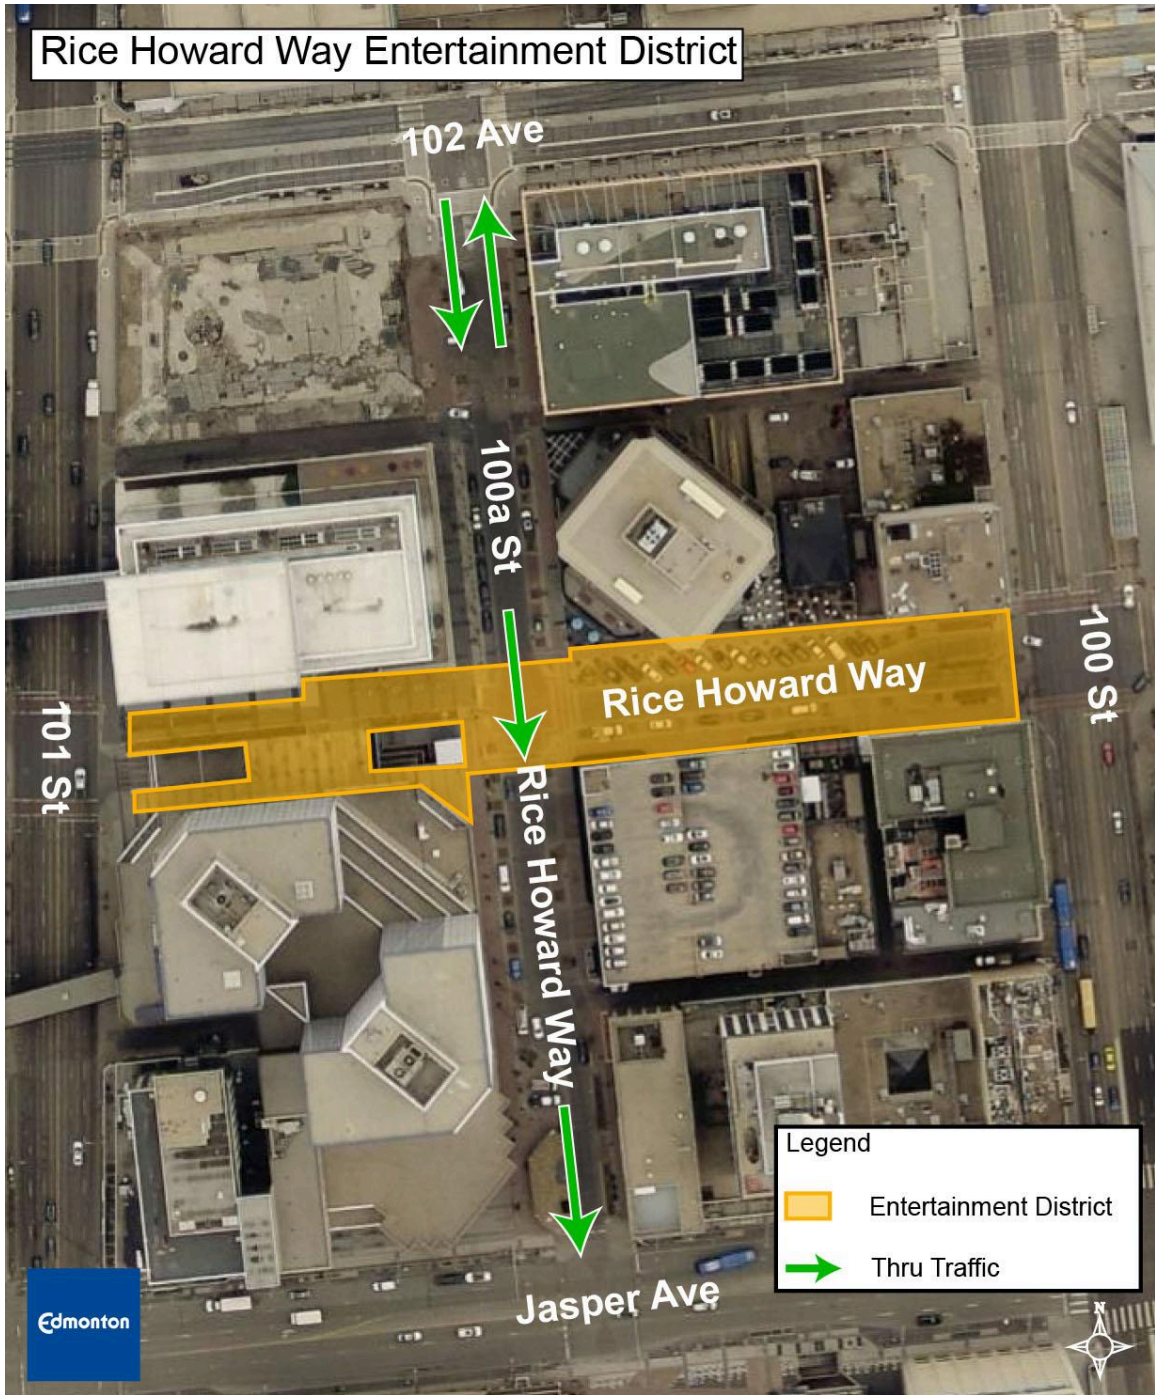 Rice Howard Way Entertainment District
102 Ave
100a St
Rice Howard Way
100 St
101 St
Rice Howard Way
Jasper Ave
Legend
Entertainment District
Thru Traffic
Edmonton
N